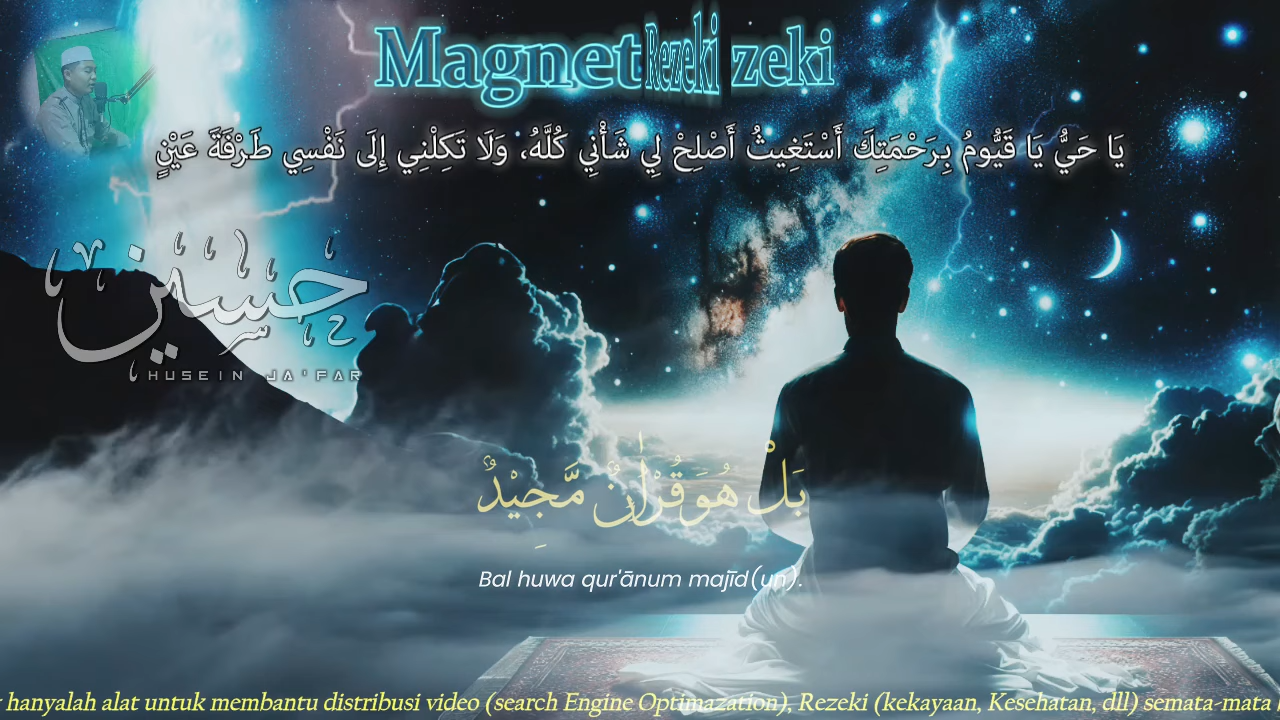 Magnet Rezeki zeki
يَا حَيُّ يَا قَيُّومُ بِرَحْمَتِكَ أَسْتَغِيثُ أَصْلِحْ لِي شَأْنِي كُلَّهُ، وَلَا تَكِلْنِي إِلَى نَفْسِي طَرْفَةَ عَيْنٍ
حسين
HUSEIN JA'FAR
بَلْ هُوَ قُرْاٰنٌ مَّجِيْدٌۙ
Bal huwa qur'ānum majīd(un).
hanyalah alat untuk membantu distribusi video (search Engine Optimazation), Rezeki (kekayaan, Kesehatan, dll) semata-mata